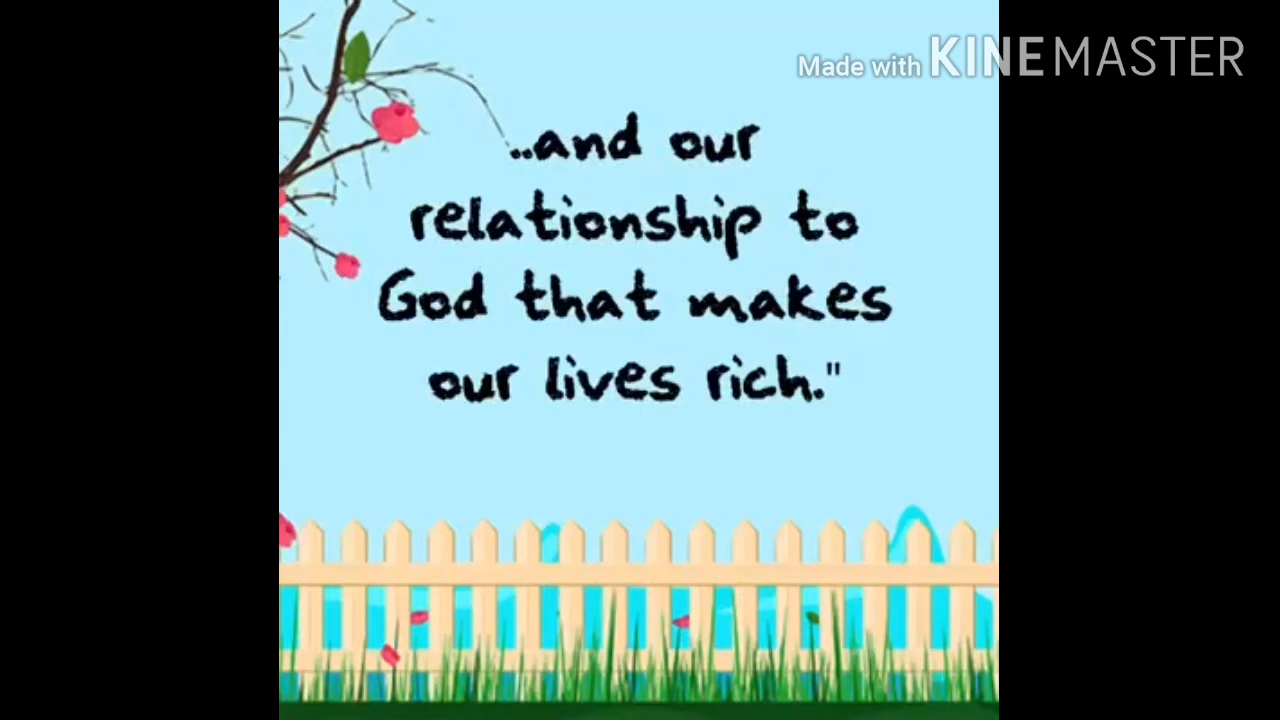 Made with KINEMASTER
..and our
relationship to
God that makes
our lives rich."